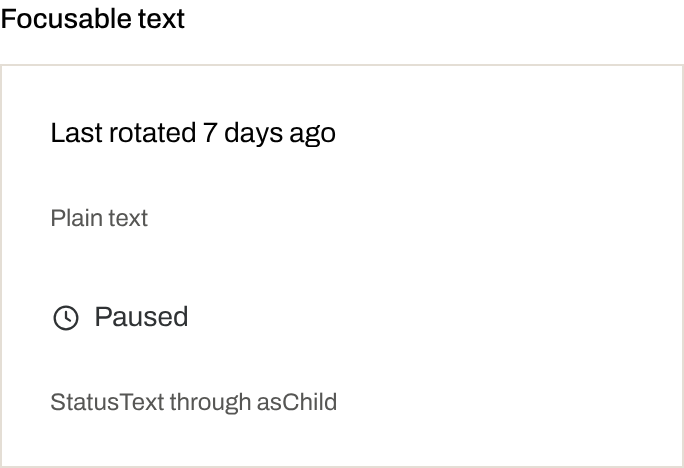 Focusable text
Last rotated 7 days ago
Plain text
Paused
StatusText through asChild